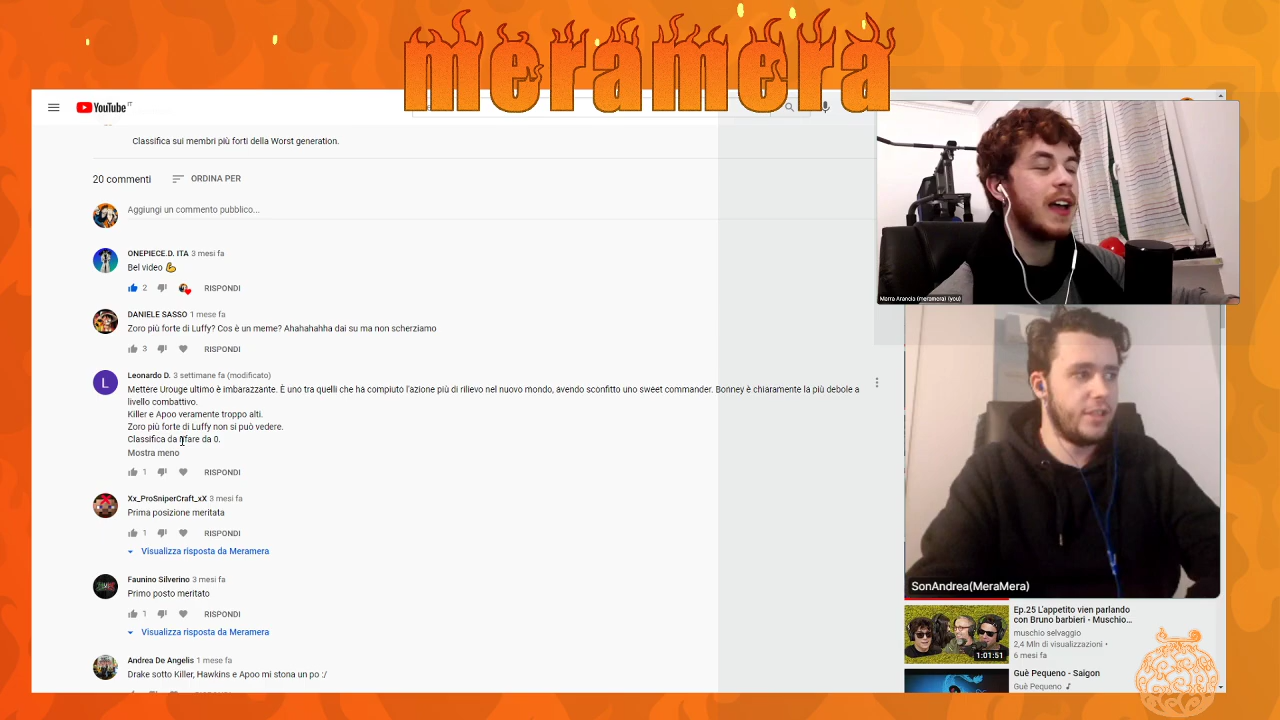 meramera
YouTube IT
Classifica sui membri più forti della Worst generation.
20 commenti ORDINA PER
Aggiungi un commento pubblico...
ONEPIECE.D. ITA 3 mesi fa
Bel video 💪
2 RISPONDI
DANIELE SASSO 1 mese fa
Zoro più forte di Luffy? Cos è un meme? Ahahahahha dai su ma non scherziamo
3 RISPONDI
Leonardo D. 3 settimane fa (modificato)
Mettere Urouge ultimo è imbarazzante. È uno tra quelli che ha compiuto l'azione più di rilievo nel nuovo mondo, avendo sconfitto uno sweet commander. Bonney è chiaramente la più debole a
livello combattivo.
Killer e Apoo veramente troppo alti.
Zoro più forte di Luffy non si può vedere.
Classifica da rifare da 0.
Mostra meno
1 RISPONDI
Xx_ProSniperCraft_xX 3 mesi fa
Prima posizione meritata
1 RISPONDI
Visualizza risposta da Meramera
Faunino Silverino 3 mesi fa
Primo posto meritato
1 RISPONDI
Visualizza risposta da Meramera
Andrea De Angelis 1 mese fa
Drake sotto Killer, Hawkins e Apoo mi stona un po :/
Marra Arancia (meramera) (you)
SonAndrea(MeraMera)
1:01:51
Ep.25 L'appetito vien parlando
con Bruno barbieri - Muschio...
muschio selvaggio
2,4 Mln di visualizzazioni •
6 mesi fa
Guè Pequeno - Saigon
Guè Pequeno ♪